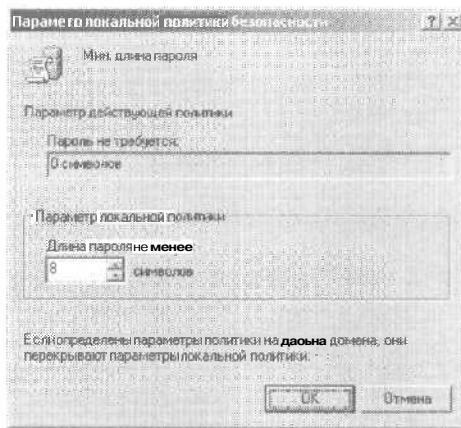 Параметр локальной политики безопасности
Мин. длина пароля
Параметр действующей политики
Пароль не требуется:
0 символов
Параметр локальной политики
Длина пароля не менее:
8
символов
Если определены параметры политики на даоьна домена, они
перекрывают параметры локальной политики.
OK
Отмена